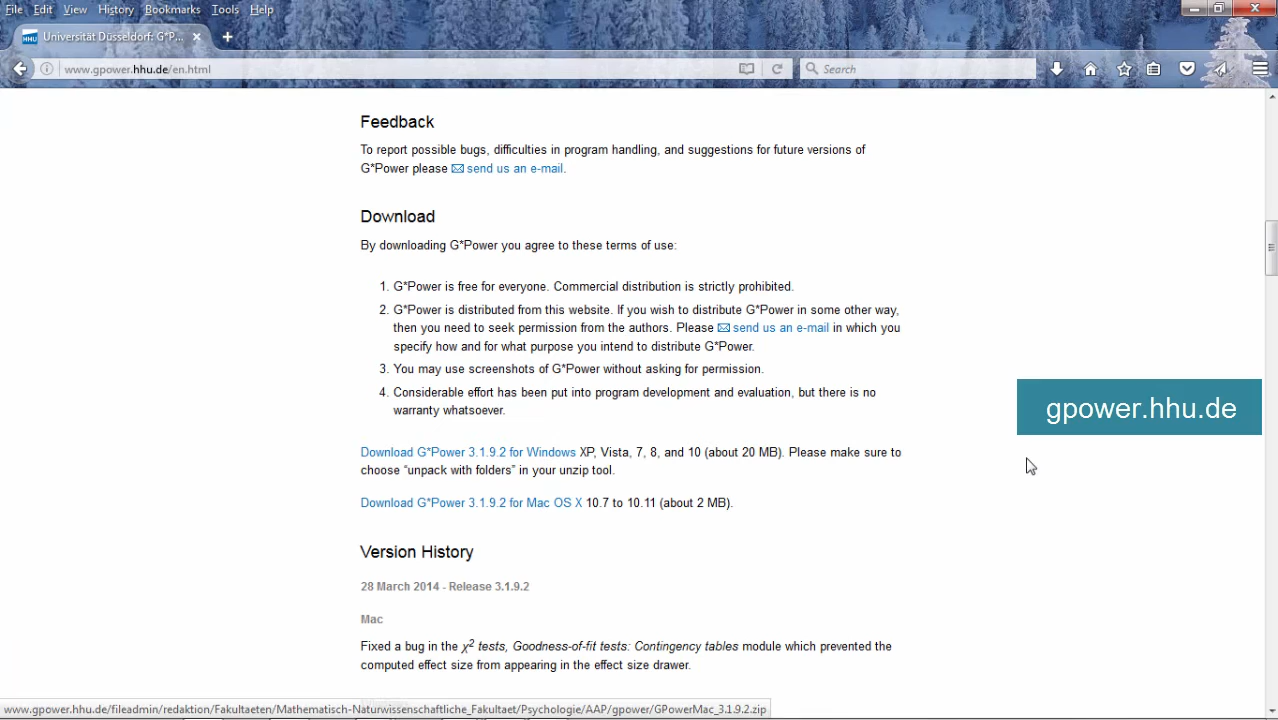 File Edit View History Bookmarks Tools Help
HHU Universität Düsseldorf: G*P...
www.gpower.hhu.de/en.html
Search
Feedback
To report possible bugs, difficulties in program handling, and suggestions for future versions of
G*Power please send us an e-mail.
Download
By downloading G*Power you agree to these terms of use:
1. G*Power is free for everyone. Commercial distribution is strictly prohibited.
2. G*Power is distributed from this website. If you wish to distribute G*Power in some other way,
then you need to seek permission from the authors. Please send us an e-mail in which you
specify how and for what purpose you intend to distribute G*Power.
3. You may use screenshots of G*Power without asking for permission.
4. Considerable effort has been put into program development and evaluation, but there is no
warranty whatsoever.
gpower.hhu.de
Download G*Power 3.1.9.2 for Windows XP, Vista, 7, 8, and 10 (about 20 MB). Please make sure to
choose “unpack with folders” in your unzip tool.
Download G*Power 3.1.9.2 for Mac OS X 10.7 to 10.11 (about 2 MB).
Version History
28 March 2014 - Release 3.1.9.2
Mac
Fixed a bug in the χ² tests, Goodness-of-fit tests: Contingency tables module which prevented the
computed effect size from appearing in the effect size drawer.
www.gpower.hhu.de/fileadmin/redaktion/Fakultaeten/Mathematisch-Naturwissenschaftliche_Fakultaet/Psychologie/AAP/gpower/GPowerMac_3.1.9.2.zip